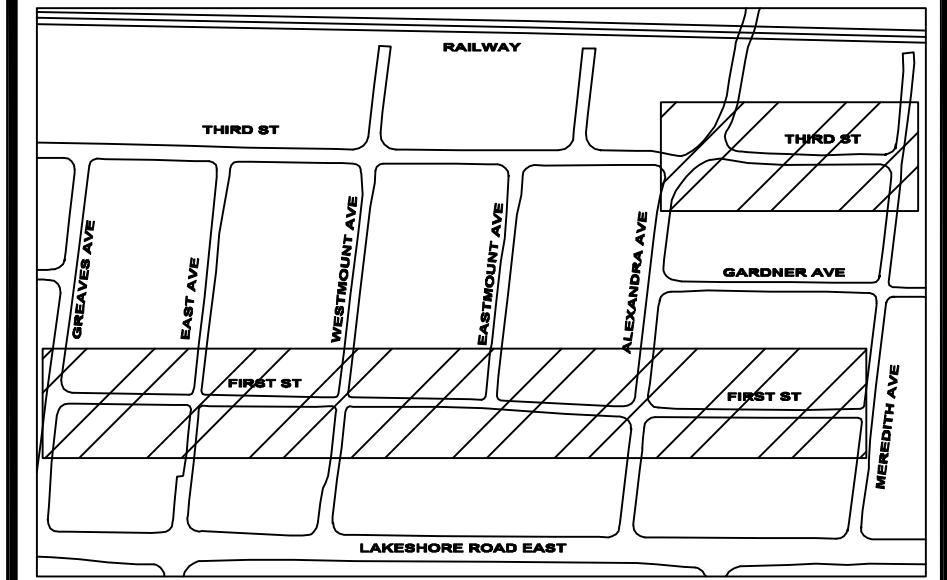 RAILWAY
THIRD ST
THIRD ST
GREAVES AVE
EAST AVE
WESTMOUNT AVE
EASTMOUNT AVE
ALEXANDRA AVE
GARDNER AVE
FIRST ST
FIRST ST
MEREDITH AVE
LAKESHORE ROAD EAST